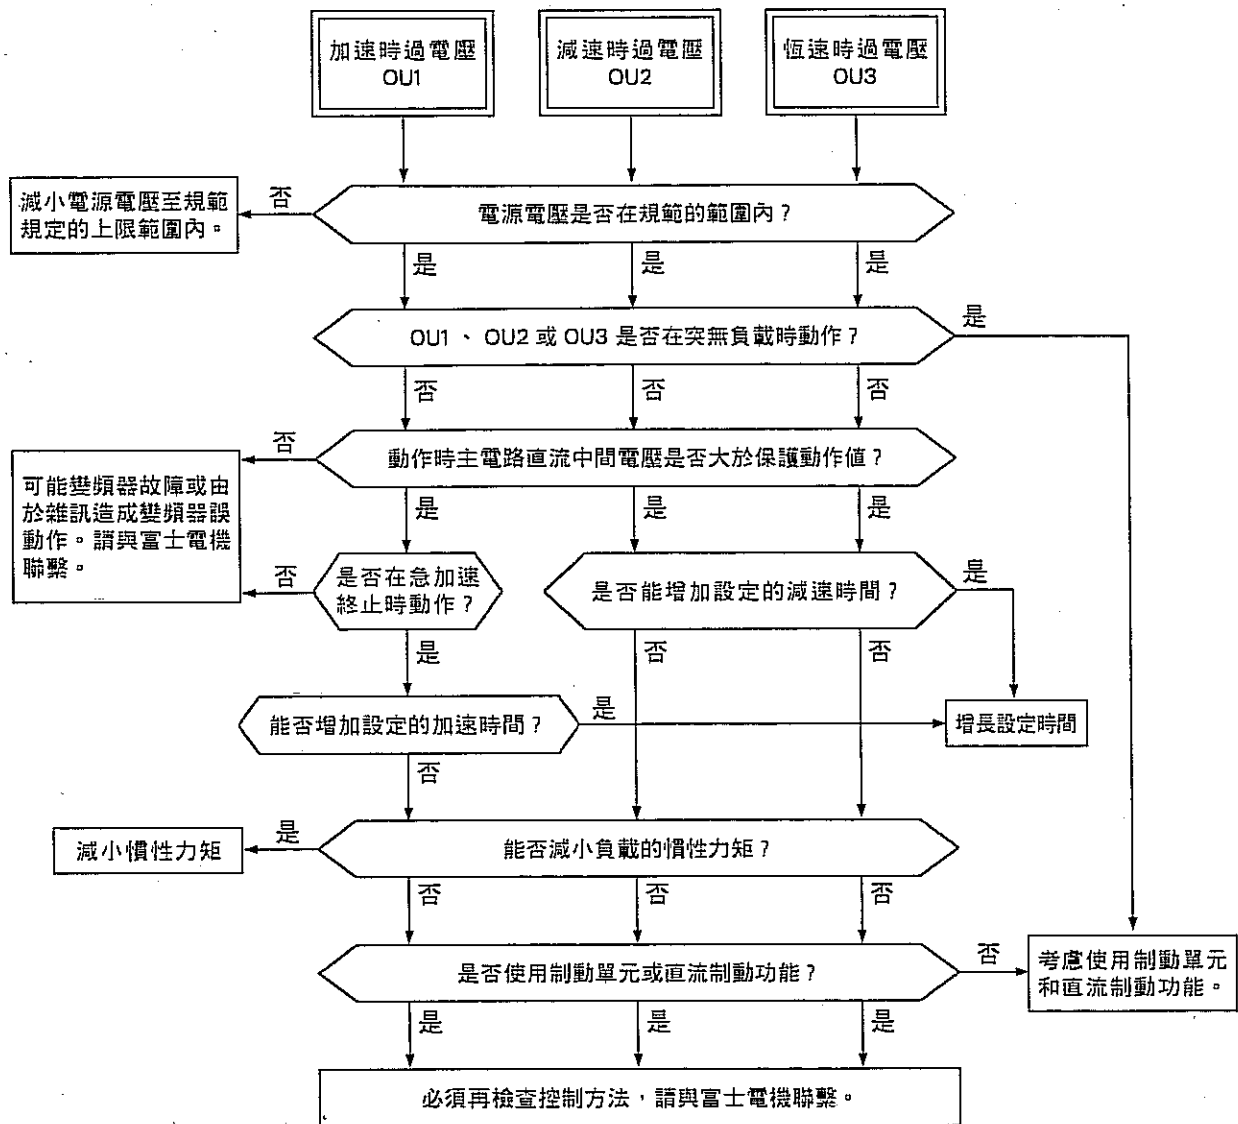 加速時過電壓
OU1
減速時過電壓
OU2
恆速時過電壓
OU3
減小電源電壓至規範
規定的上限範圍內。
否
電源電壓是否在規範的範圍內?
是
是
是
OU1、OU2 或 OU3 是否在突無負載時動作?
是
否
否
否
否
動作時主電路直流中間電壓是否大於保護動作值?
可能變頻器故障或由
於雜訊造成變頻器誤
動作。請與富士電機
聯繫。
是
是
是
否
是否在急加速
終止時動作?
是否能增加設定的減速時間?
是
是
否
否
能否增加設定的加速時間?
是
增長設定時間
否
減小慣性力矩
是
能否減小負載的慣性力矩?
否
否
否
是否使用制動單元或直流制動功能?
否
考慮使用制動單元
和直流制動功能。
是
是
是
必須再檢查控制方法,請與富士電機聯繫。